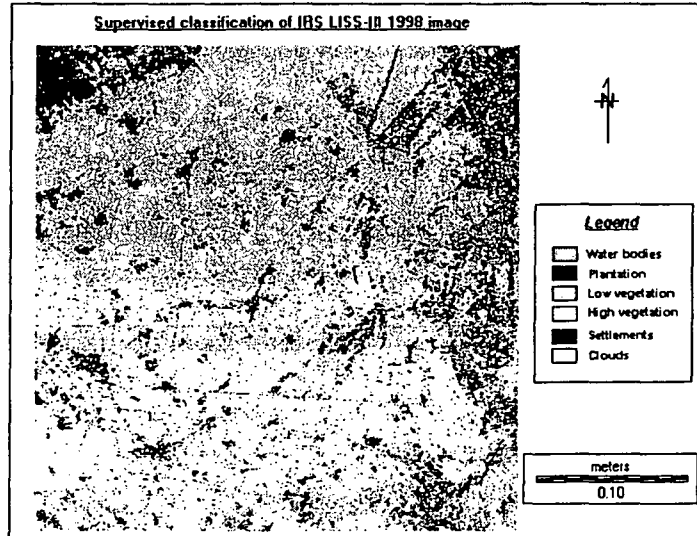 Supervised classification of IRS LISS-III 1998 image
N
Legend
Water bodies
Plantation
Low vegetation
High vegetation
Settlements
Clouds
meters
0.10